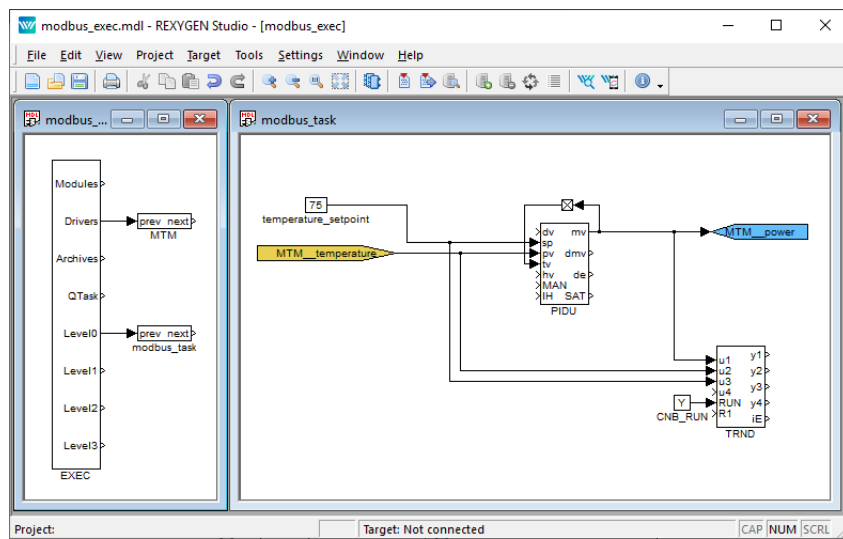 modbus_exec.mdl - REXYGEN Studio - [modbus_exec]
File Edit View Project Target Tools Settings Window Help
modbus_...
Modules
Drivers
prev next
MTM
Archives
QTask
Level0
prev next
modbus_task
Level1
Level2
Level3
EXEC
modbus_task
75
temperature_setpoint
MTM__temperature
dv mv
sp
pv dmv
tv
hv de
MAN
IH SAT
PIDU
MTM__power
u1 y1
u2 y2
u3 y3
u4
RUN y4
R1 iE
TRND
Y
CNB_RUN
Project:
Target: Not connected
CAP NUM SCRL